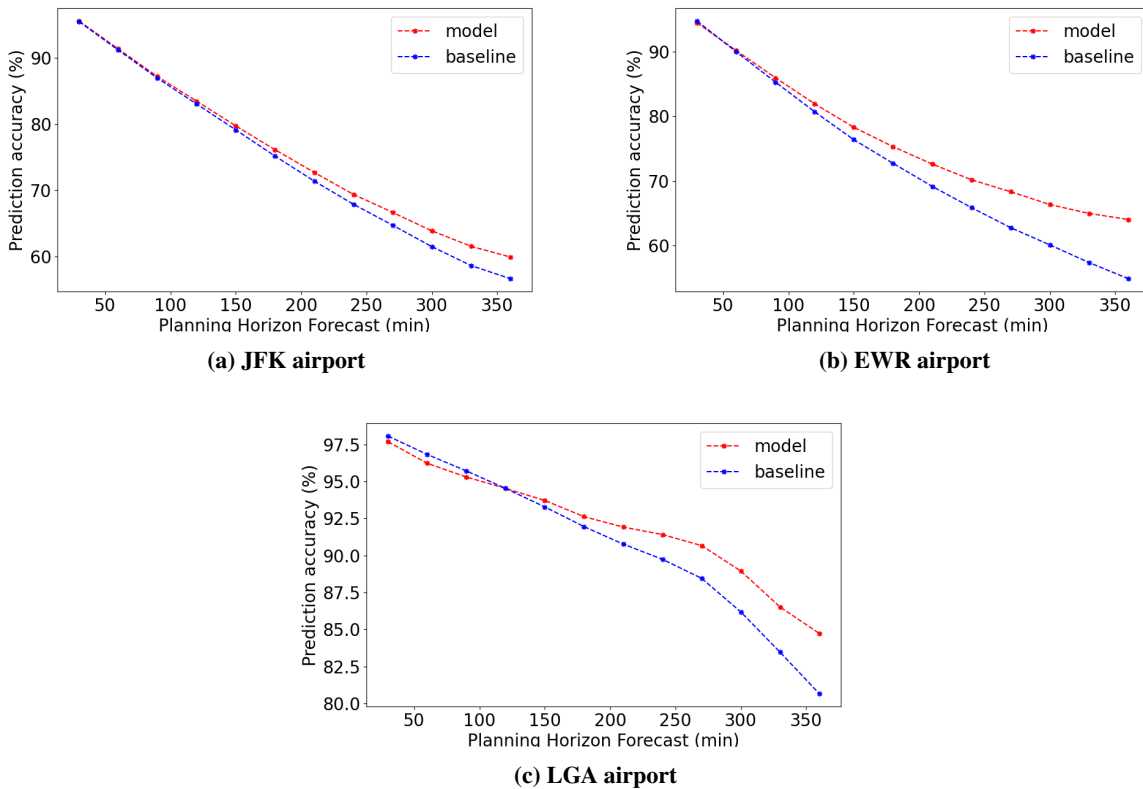 model
baseline
Prediction accuracy (%)
90
80
70
60
50 100 150 200 250 300 350
Planning Horizon Forecast (min)
(a) JFK airport
model
baseline
Prediction accuracy (%)
90
80
70
60
50 100 150 200 250 300 350
Planning Horizon Forecast (min)
(b) EWR airport
model
baseline
Prediction accuracy (%)
97.5
95.0
92.5
90.0
87.5
85.0
82.5
80.0
50 100 150 200 250 300 350
Planning Horizon Forecast (min)
(c) LGA airport